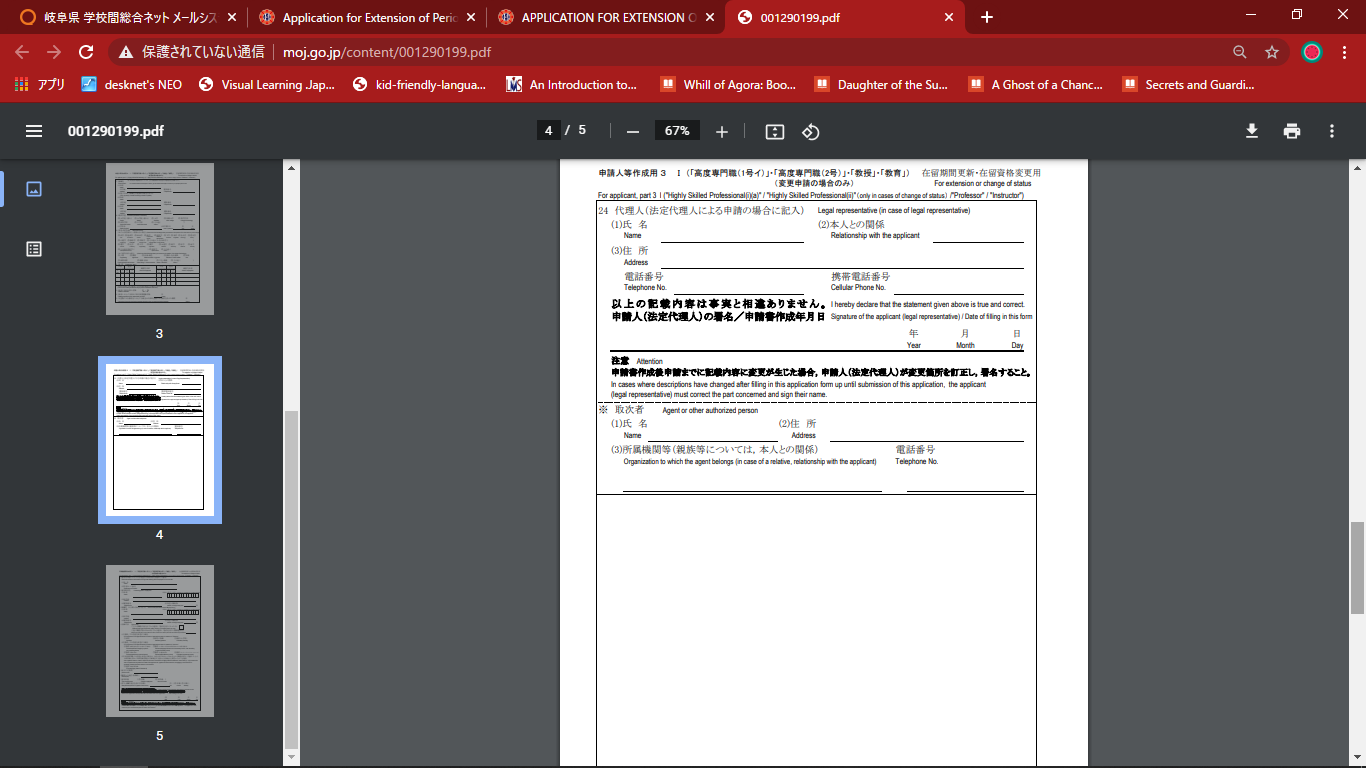 岐阜県 学校間総合ネット メールシス
Application for Extension of Perio
APPLICATION FOR EXTENSION O
001290199.pdf
保護されていない通信
moj.go.jp/content/001290199.pdf
アプリ
desknet's NEO
Visual Learning Jap...
kid-friendly-langua...
An Introduction to...
Whill of Agora: Boo...
Daughter of the Su...
A Ghost of a Chanc...
Secrets and Guardi...
001290199.pdf
4 / 5
67%
3
4
5
申請人等作成用 3 Ⅰ (「高度専門職(1号イ)」・「高度専門職(2号)」・「教授」・「教育」) 在留期間更新・在留資格変更用
(変更申請の場合のみ) For extension or change of status
For applicant, part 3 I ("Highly Skilled Professional(i)(a)" / "Highly Skilled Professional(ii)" (only in cases of change of status) /"Professor" / "Instructor")
24 代理人(法定代理人による申請の場合に記入) Legal representative (in case of legal representative)
(1)氏 名 (2)本人との関係
Name Relationship with the applicant
(3)住 所
Address
電話番号 携帯電話番号
Telephone No. Cellular Phone No.
以上の記載内容は事実と相違ありません。 I hereby declare that the statement given above is true and correct.
申請人(法定代理人)の署名/申請書作成年月日 Signature of the applicant (legal representative) / Date of filling in this form
年 月 日
Year Month Day
注意 Attention
申請書作成後申請までに記載内容に変更が生じた場合,申請人(法定代理人)が変更箇所を訂正し,署名すること。
In cases where descriptions have changed after filling in this application form up until submission of this application, the applicant
(legal representative) must correct the part concerned and sign their name.
※ 取次者 Agent or other authorized person
(1)氏 名 (2)住 所
Name Address
(3)所属機関等(親族等については,本人との関係) 電話番号
Organization to which the agent belongs (in case of a relative, relationship with the applicant) Telephone No.